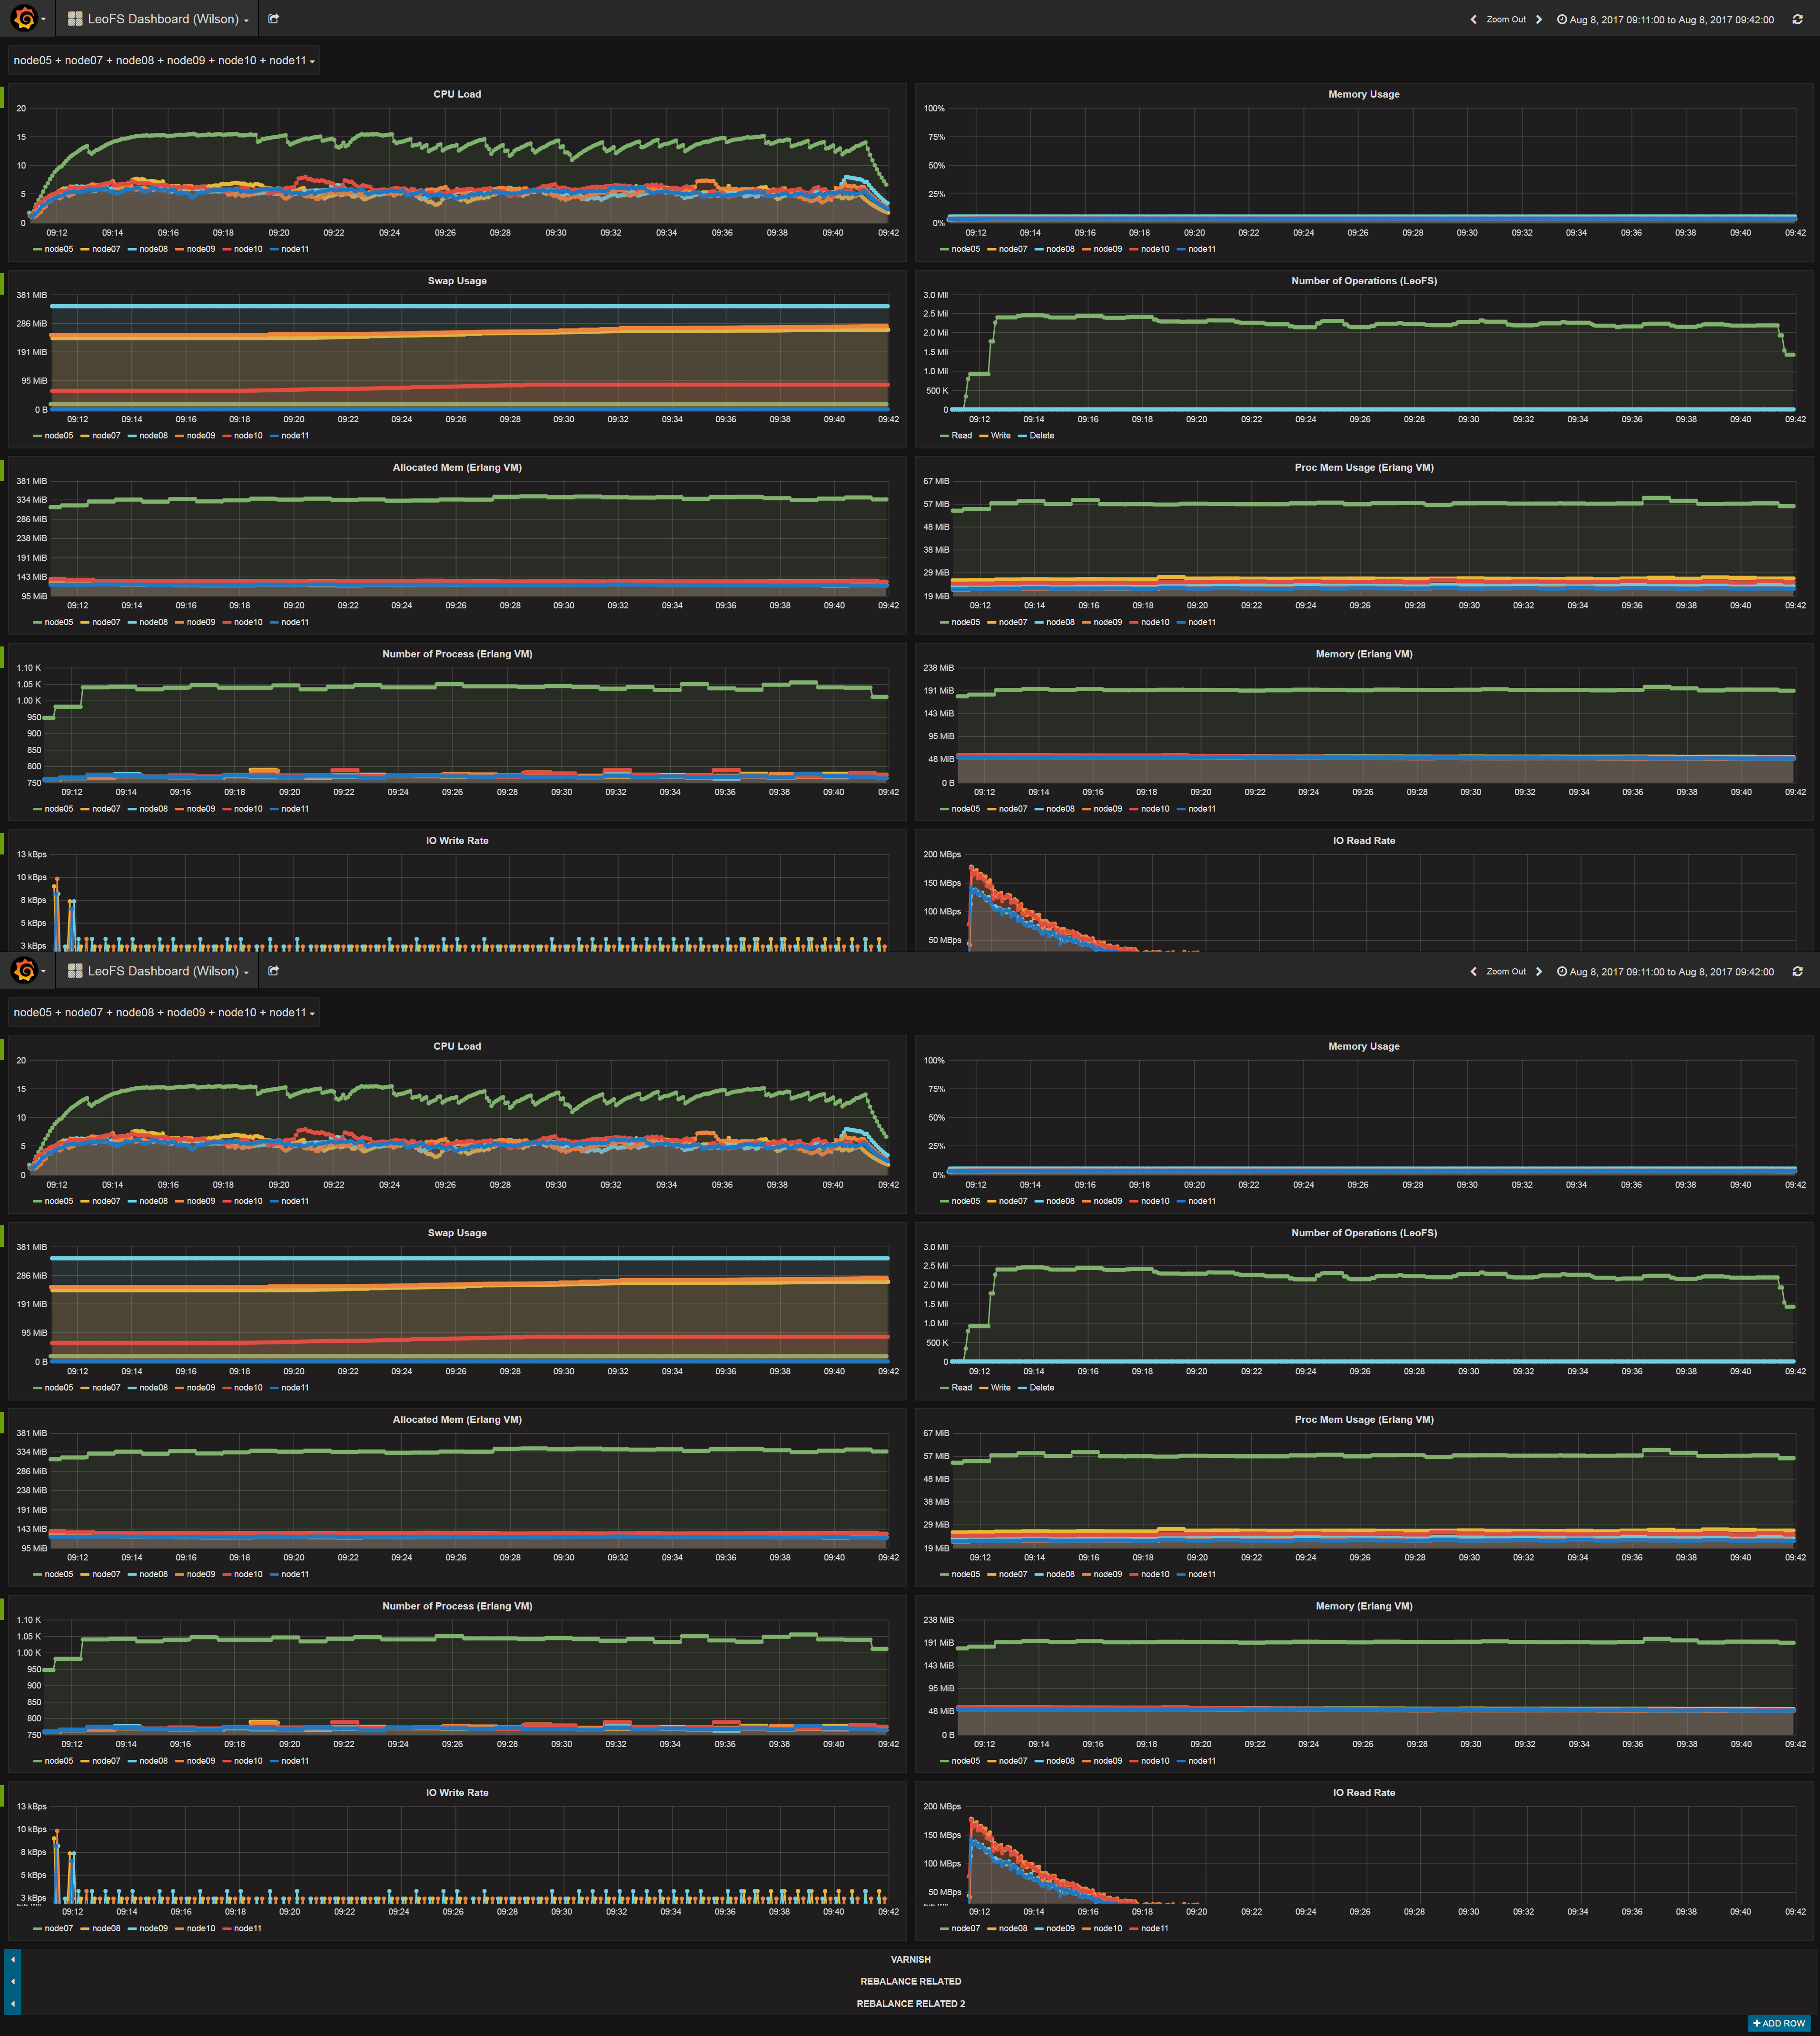 LeoFS Dashboard (Wilson)
Zoom Out
Aug 8, 2017 09:11:00 to Aug 8, 2017 09:42:00
node05 + node07 + node08 + node09 + node10 + node11
CPU Load
20
15
10
5
0
09:12 09:14 09:16 09:18 09:20 09:22 09:24 09:26 09:28 09:30 09:32 09:34 09:36 09:38 09:40 09:42
node05 node07 node08 node09 node10 node11
Memory Usage
100%
75%
50%
25%
0%
09:12 09:14 09:16 09:18 09:20 09:22 09:24 09:26 09:28 09:30 09:32 09:34 09:36 09:38 09:40 09:42
node05 node07 node08 node09 node10 node11
Swap Usage
381 MiB
286 MiB
191 MiB
95 MiB
0 B
09:12 09:14 09:16 09:18 09:20 09:22 09:24 09:26 09:28 09:30 09:32 09:34 09:36 09:38 09:40 09:42
node05 node07 node08 node09 node10 node11
Number of Operations (LeoFS)
3.0 Mil
2.5 Mil
2.0 Mil
1.5 Mil
1.0 Mil
500 K
0
09:12 09:14 09:16 09:18 09:20 09:22 09:24 09:26 09:28 09:30 09:32 09:34 09:36 09:38 09:40 09:42
Read Write Delete
Allocated Mem (Erlang VM)
381 MiB
334 MiB
286 MiB
238 MiB
191 MiB
143 MiB
95 MiB
09:12 09:14 09:16 09:18 09:20 09:22 09:24 09:26 09:28 09:30 09:32 09:34 09:36 09:38 09:40 09:42
node05 node07 node08 node09 node10 node11
Proc Mem Usage (Erlang VM)
67 MiB
57 MiB
48 MiB
38 MiB
29 MiB
19 MiB
09:12 09:14 09:16 09:18 09:20 09:22 09:24 09:26 09:28 09:30 09:32 09:34 09:36 09:38 09:40 09:42
node05 node07 node08 node09 node10 node11
Number of Process (Erlang VM)
1.10 K
1.05 K
1.00 K
950
900
850
800
750
09:12 09:14 09:16 09:18 09:20 09:22 09:24 09:26 09:28 09:30 09:32 09:34 09:36 09:38 09:40 09:42
node05 node07 node08 node09 node10 node11
Memory (Erlang VM)
238 MiB
191 MiB
143 MiB
95 MiB
48 MiB
0 B
09:12 09:14 09:16 09:18 09:20 09:22 09:24 09:26 09:28 09:30 09:32 09:34 09:36 09:38 09:40 09:42
node05 node07 node08 node09 node10 node11
IO Write Rate
13 kBps
10 kBps
8 kBps
5 kBps
3 kBps
IO Read Rate
200 MBps
150 MBps
100 MBps
50 MBps
LeoFS Dashboard (Wilson)
Zoom Out
Aug 8, 2017 09:11:00 to Aug 8, 2017 09:42:00
node05 + node07 + node08 + node09 + node10 + node11
CPU Load
20
15
10
5
0
09:12 09:14 09:16 09:18 09:20 09:22 09:24 09:26 09:28 09:30 09:32 09:34 09:36 09:38 09:40 09:42
node05 node07 node08 node09 node10 node11
Memory Usage
100%
75%
50%
25%
0%
09:12 09:14 09:16 09:18 09:20 09:22 09:24 09:26 09:28 09:30 09:32 09:34 09:36 09:38 09:40 09:42
node05 node07 node08 node09 node10 node11
Swap Usage
381 MiB
286 MiB
191 MiB
95 MiB
0 B
09:12 09:14 09:16 09:18 09:20 09:22 09:24 09:26 09:28 09:30 09:32 09:34 09:36 09:38 09:40 09:42
node05 node07 node08 node09 node10 node11
Number of Operations (LeoFS)
3.0 Mil
2.5 Mil
2.0 Mil
1.5 Mil
1.0 Mil
500 K
0
09:12 09:14 09:16 09:18 09:20 09:22 09:24 09:26 09:28 09:30 09:32 09:34 09:36 09:38 09:40 09:42
Read Write Delete
Allocated Mem (Erlang VM)
381 MiB
334 MiB
286 MiB
238 MiB
191 MiB
143 MiB
95 MiB
09:12 09:14 09:16 09:18 09:20 09:22 09:24 09:26 09:28 09:30 09:32 09:34 09:36 09:38 09:40 09:42
node05 node07 node08 node09 node10 node11
Proc Mem Usage (Erlang VM)
67 MiB
57 MiB
48 MiB
38 MiB
29 MiB
19 MiB
09:12 09:14 09:16 09:18 09:20 09:22 09:24 09:26 09:28 09:30 09:32 09:34 09:36 09:38 09:40 09:42
node05 node07 node08 node09 node10 node11
Number of Process (Erlang VM)
1.10 K
1.05 K
1.00 K
950
900
850
800
750
09:12 09:14 09:16 09:18 09:20 09:22 09:24 09:26 09:28 09:30 09:32 09:34 09:36 09:38 09:40 09:42
node05 node07 node08 node09 node10 node11
Memory (Erlang VM)
238 MiB
191 MiB
143 MiB
95 MiB
48 MiB
0 B
09:12 09:14 09:16 09:18 09:20 09:22 09:24 09:26 09:28 09:30 09:32 09:34 09:36 09:38 09:40 09:42
node05 node07 node08 node09 node10 node11
IO Write Rate
13 kBps
10 kBps
8 kBps
5 kBps
3 kBps
09:12 09:14 09:16 09:18 09:20 09:22 09:24 09:26 09:28 09:30 09:32 09:34 09:36 09:38 09:40 09:42
node07 node08 node09 node10 node11
IO Read Rate
200 MBps
150 MBps
100 MBps
50 MBps
09:12 09:14 09:16 09:18 09:20 09:22 09:24 09:26 09:28 09:30 09:32 09:34 09:36 09:38 09:40 09:42
node07 node08 node09 node10 node11
VARNISH
REBALANCE RELATED
REBALANCE RELATED 2
+ ADD ROW